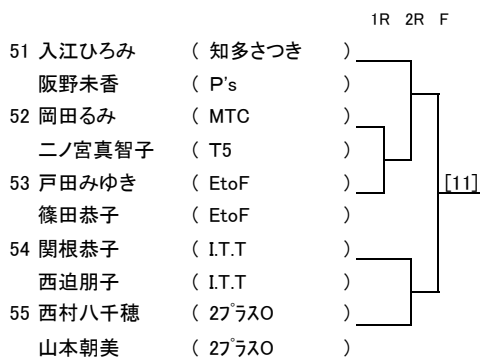 1R 2R F
51 入江ひろみ ( 知多さつき )
阪野未香 ( P's )
52 岡田るみ ( MTC )
二ノ宮真智子 ( T5 )
53 戸田みゆき ( EtoF ) [11]
篠田恭子 ( EtoF )
54 関根恭子 ( I.T.T )
西迫朋子 ( I.T.T )
55 西村八千穂 ( 2プラスO )
山本朝美 ( 2プラスO )